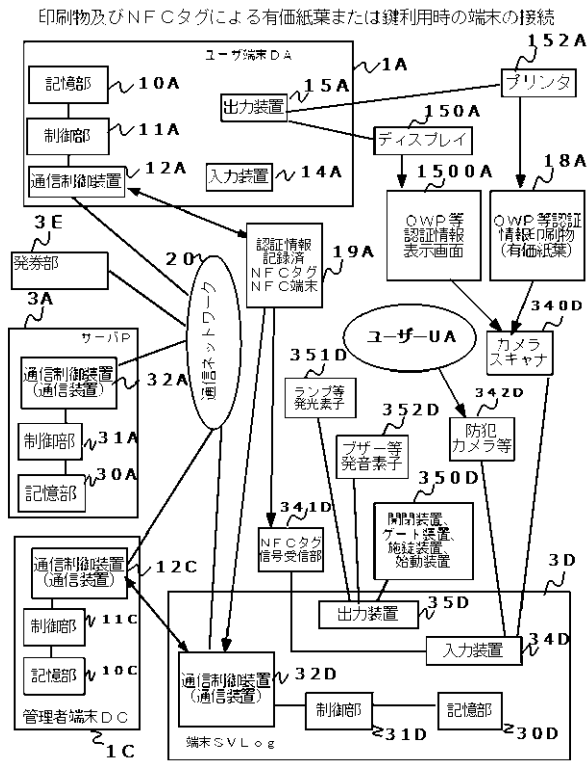 印刷物及びNFCタグによる有価紙葉または鍵利用時の端末の接続
ユーザ端末DA
1A
152A
プリンタ
記憶部
10A
15A
出力装置
150A
ディスプレイ
制御部
11A
通信制御装置
12A
入力装置
14A
1500A
18A
OWP等
認証情報
表示画面
OWP等認証
情報印刷物
(有価紙葉)
3E
発券部
20
通信ネットワーク
認証情報
記録済
NFCタグ
NFC端末
19A
3A
サーバP
通信制御装置
(通信装置)
32A
制御部
31A
記憶部
30A
ユーザーUA
340D
カメラ
スキャナ
351D
ランプ等
発光素子
352D
ブザー等
発音素子
342D
防犯
カメラ等
350D
開閉装置、
ゲート装置、
施錠装置、
始動装置
341D
NFCタグ
信号受信部
3D
通信制御装置
(通信装置)
12C
制御部
11C
記憶部
10C
管理者端末DC
1C
出力装置
35D
入力装置
34D
通信制御装置
(通信装置)
32D
制御部
31D
記憶部
30D
端末SVLog